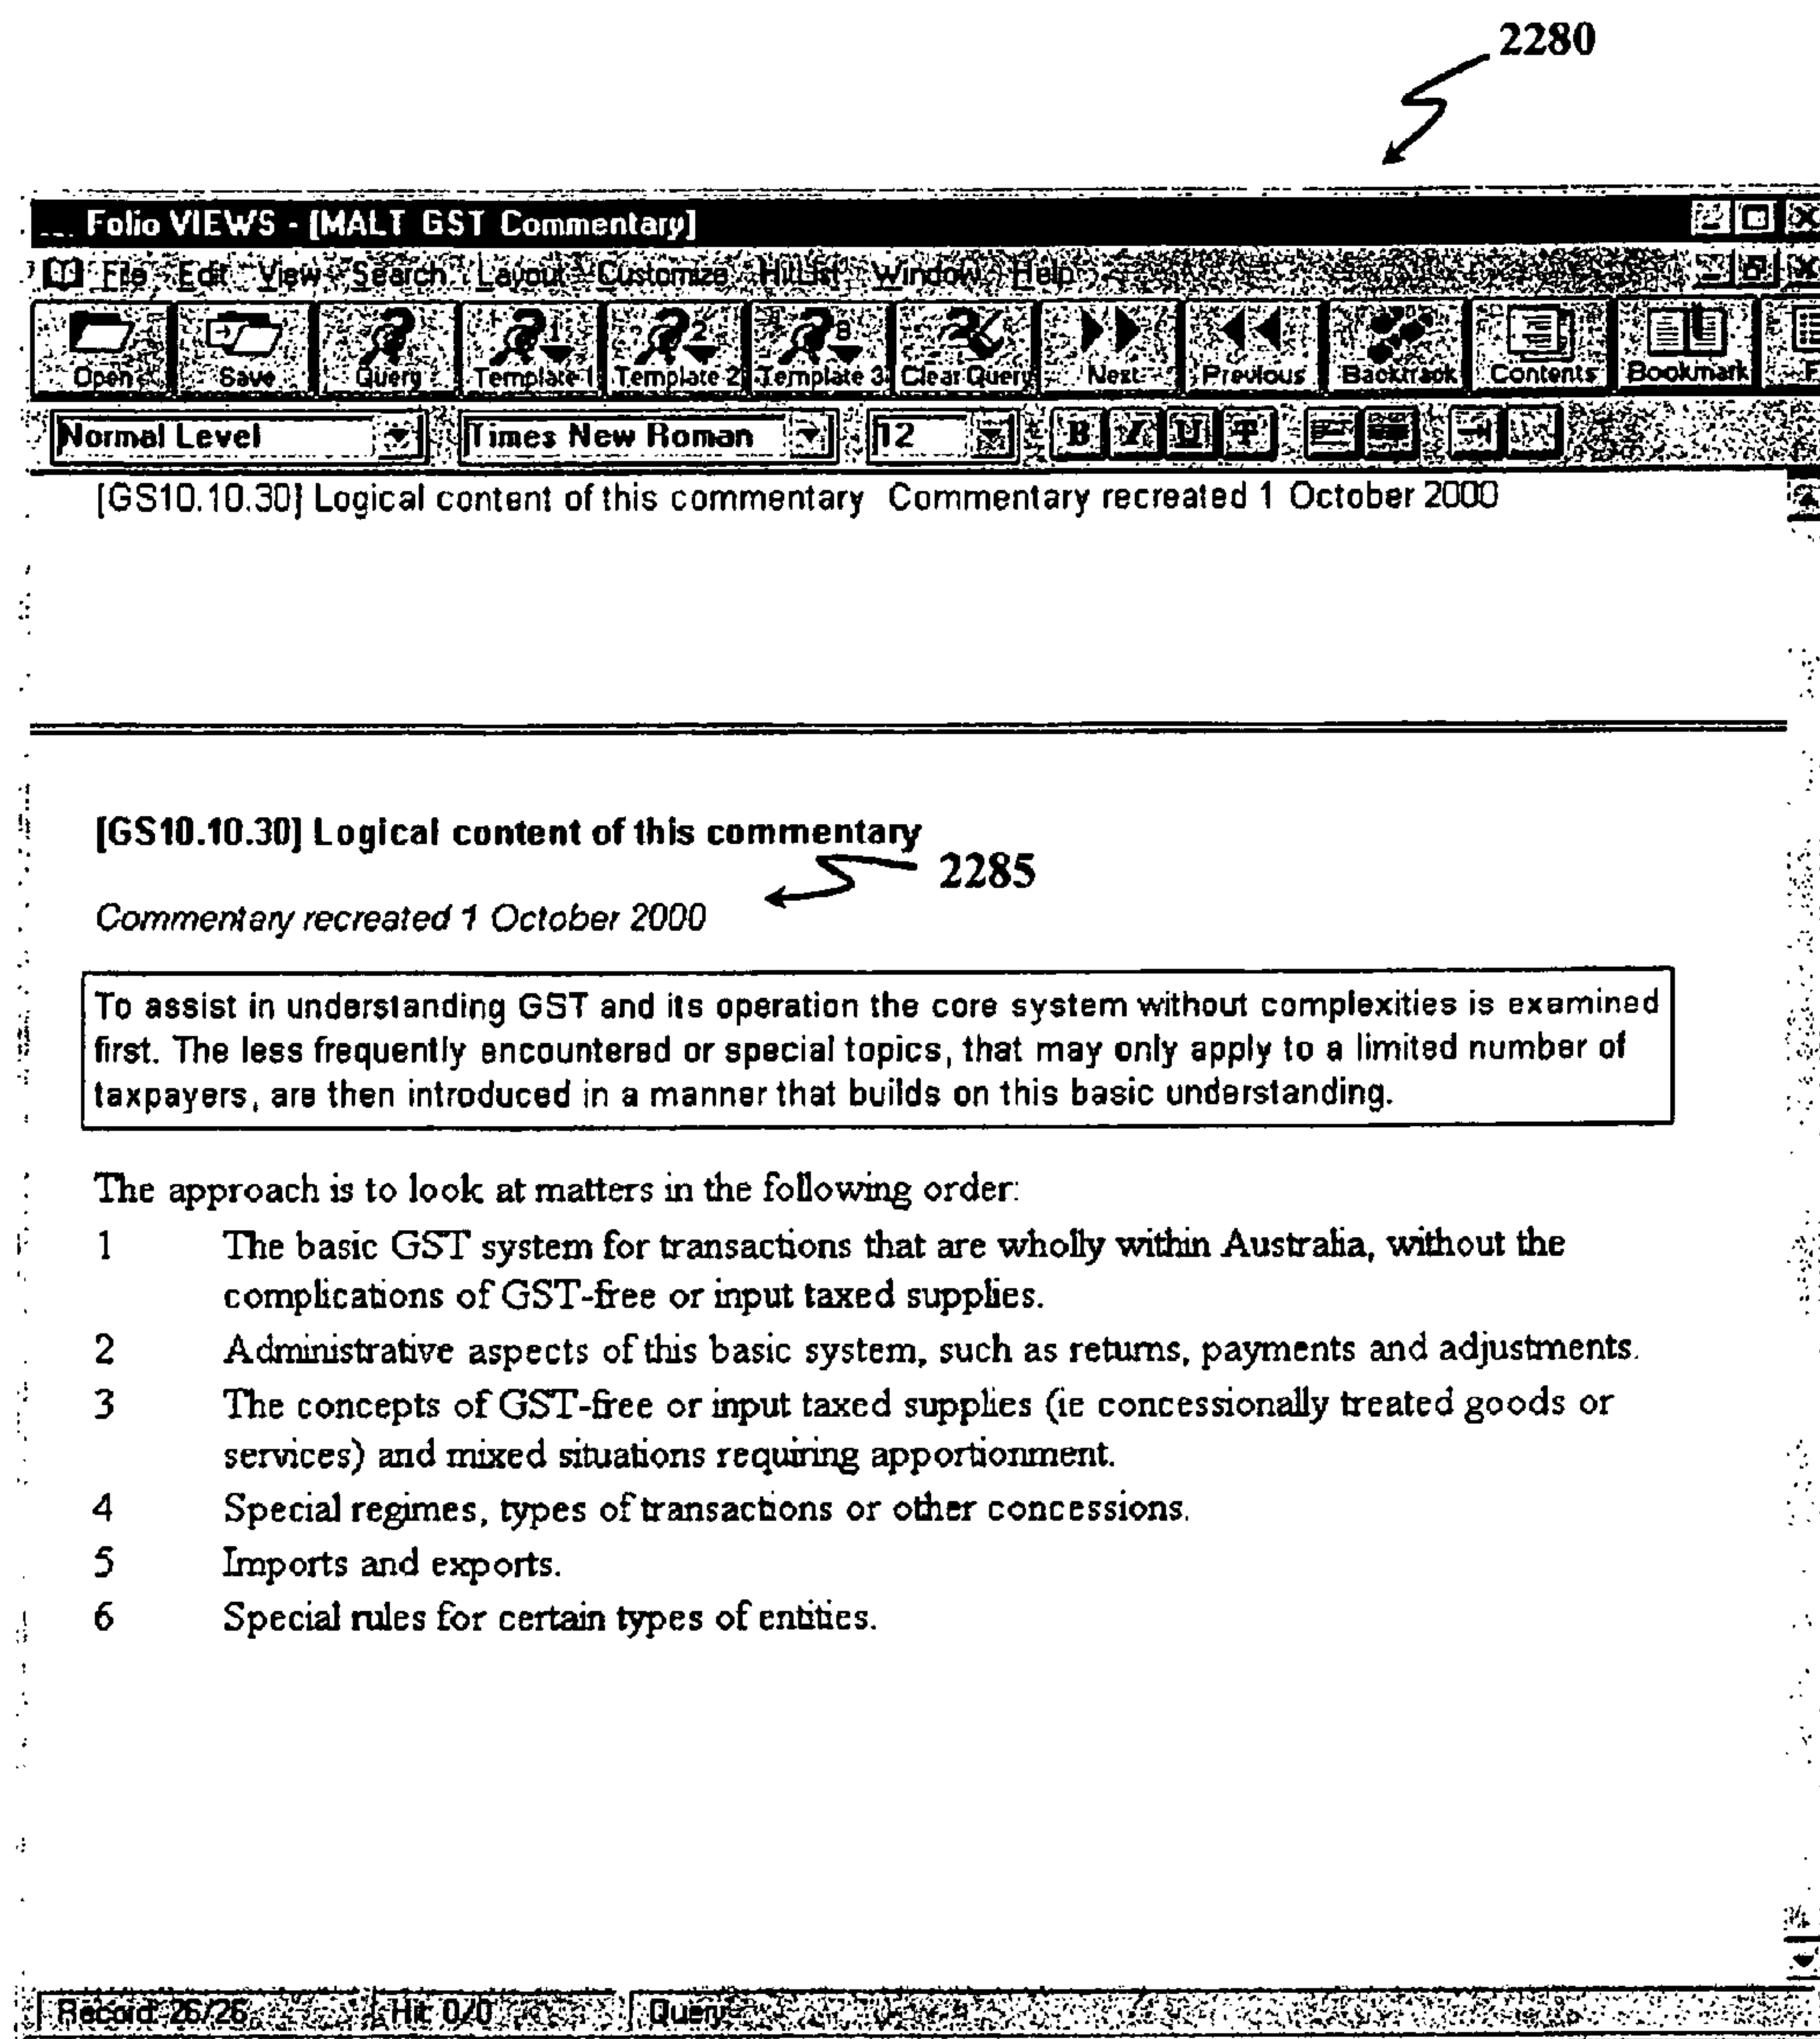 2280
... Folio VIEWS - [MALT GST Commentary]
File Edit View Search Layout Customize HitList Window Help
Open Save Query Template 1 Template 2 Template 3 Clear Query Next Previous Backtrack Contents Bookmark
Normal Level Times New Roman 12 B I U
[GS10.10.30] Logical content of this commentary Commentary recreated 1 October 2000
[GS10.10.30] Logical content of this commentary
2285
Commentary recreated 1 October 2000
To assist in understanding GST and its operation the core system without complexities is examined
first. The less frequently encountered or special topics, that may only apply to a limited number of
taxpayers, are then introduced in a manner that builds on this basic understanding.
The approach is to look at matters in the following order:
1 The basic GST system for transactions that are wholly within Australia, without the
complications of GST-free or input taxed supplies.
2 Administrative aspects of this basic system, such as returns, payments and adjustments.
3 The concepts of GST-free or input taxed supplies (ie concessionally treated goods or
services) and mixed situations requiring apportionment.
4 Special regimes, types of transactions or other concessions.
5 Imports and exports.
6 Special rules for certain types of entities.
Record: 26/26 Hit: 0/0 Query: